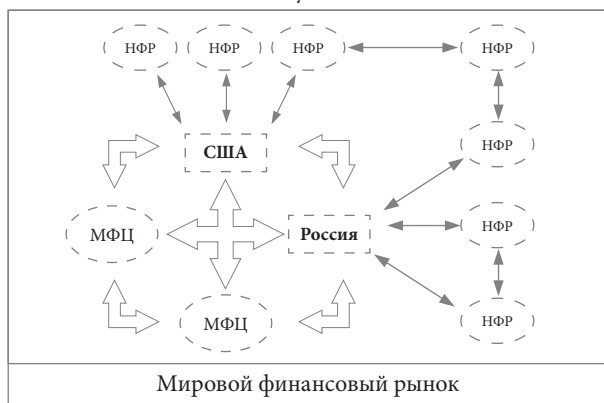 НФР НФР НФР НФР
НФР
США
МФЦ Россия НФР
МФЦ НФР
Мировой финансовый рынок